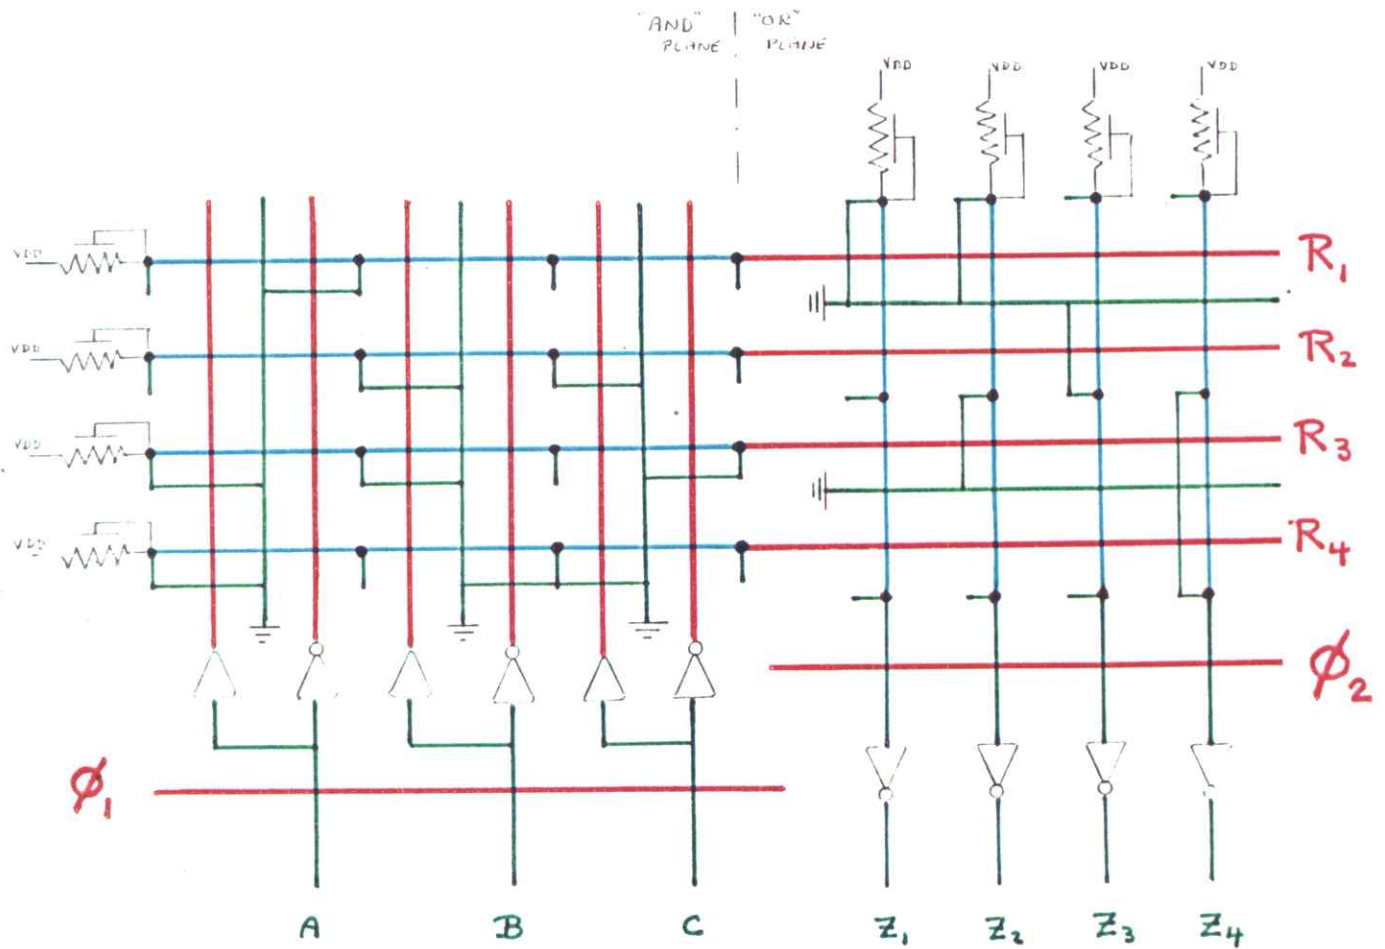 "AND" "OR"
PLANE PLANE
VDD VDD VDD VDD
VDD R₁
VDD R₂
VDD R₃
VDD R₄
ϕ₂
ϕ₁
A B C Z₁ Z₂ Z₃ Z₄